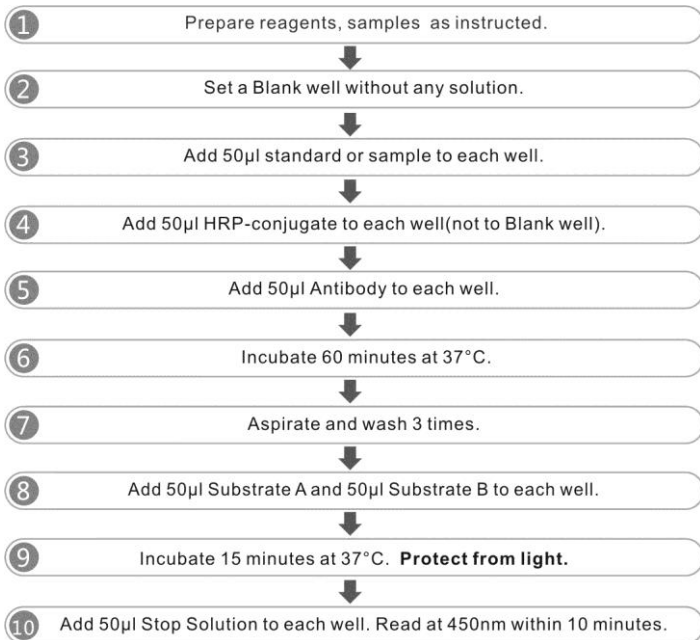 1 Prepare reagents, samples as instructed.
2 Set a Blank well without any solution.
3 Add 50μl standard or sample to each well.
4 Add 50μl HRP-conjugate to each well(not to Blank well).
5 Add 50μl Antibody to each well.
6 Incubate 60 minutes at 37°C.
7 Aspirate and wash 3 times.
8 Add 50μl Substrate A and 50μl Substrate B to each well.
9 Incubate 15 minutes at 37°C. Protect from light.
10 Add 50μl Stop Solution to each well. Read at 450nm within 10 minutes.